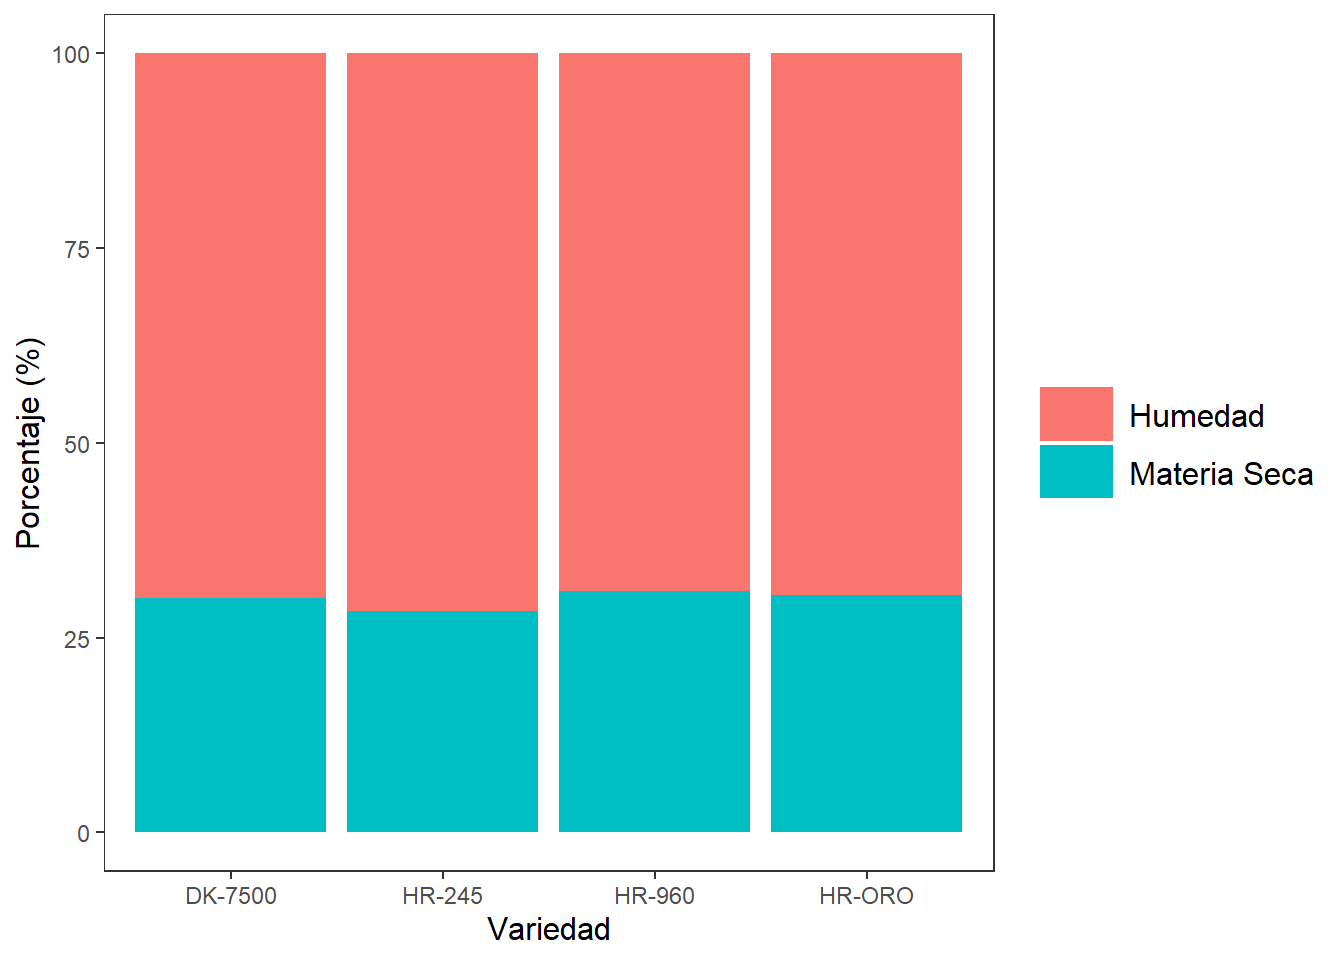 Porcentaje (%)
100
75
50
25
0
DK-7500 HR-245 HR-960 HR-ORO
Variedad
Humedad
Materia Seca